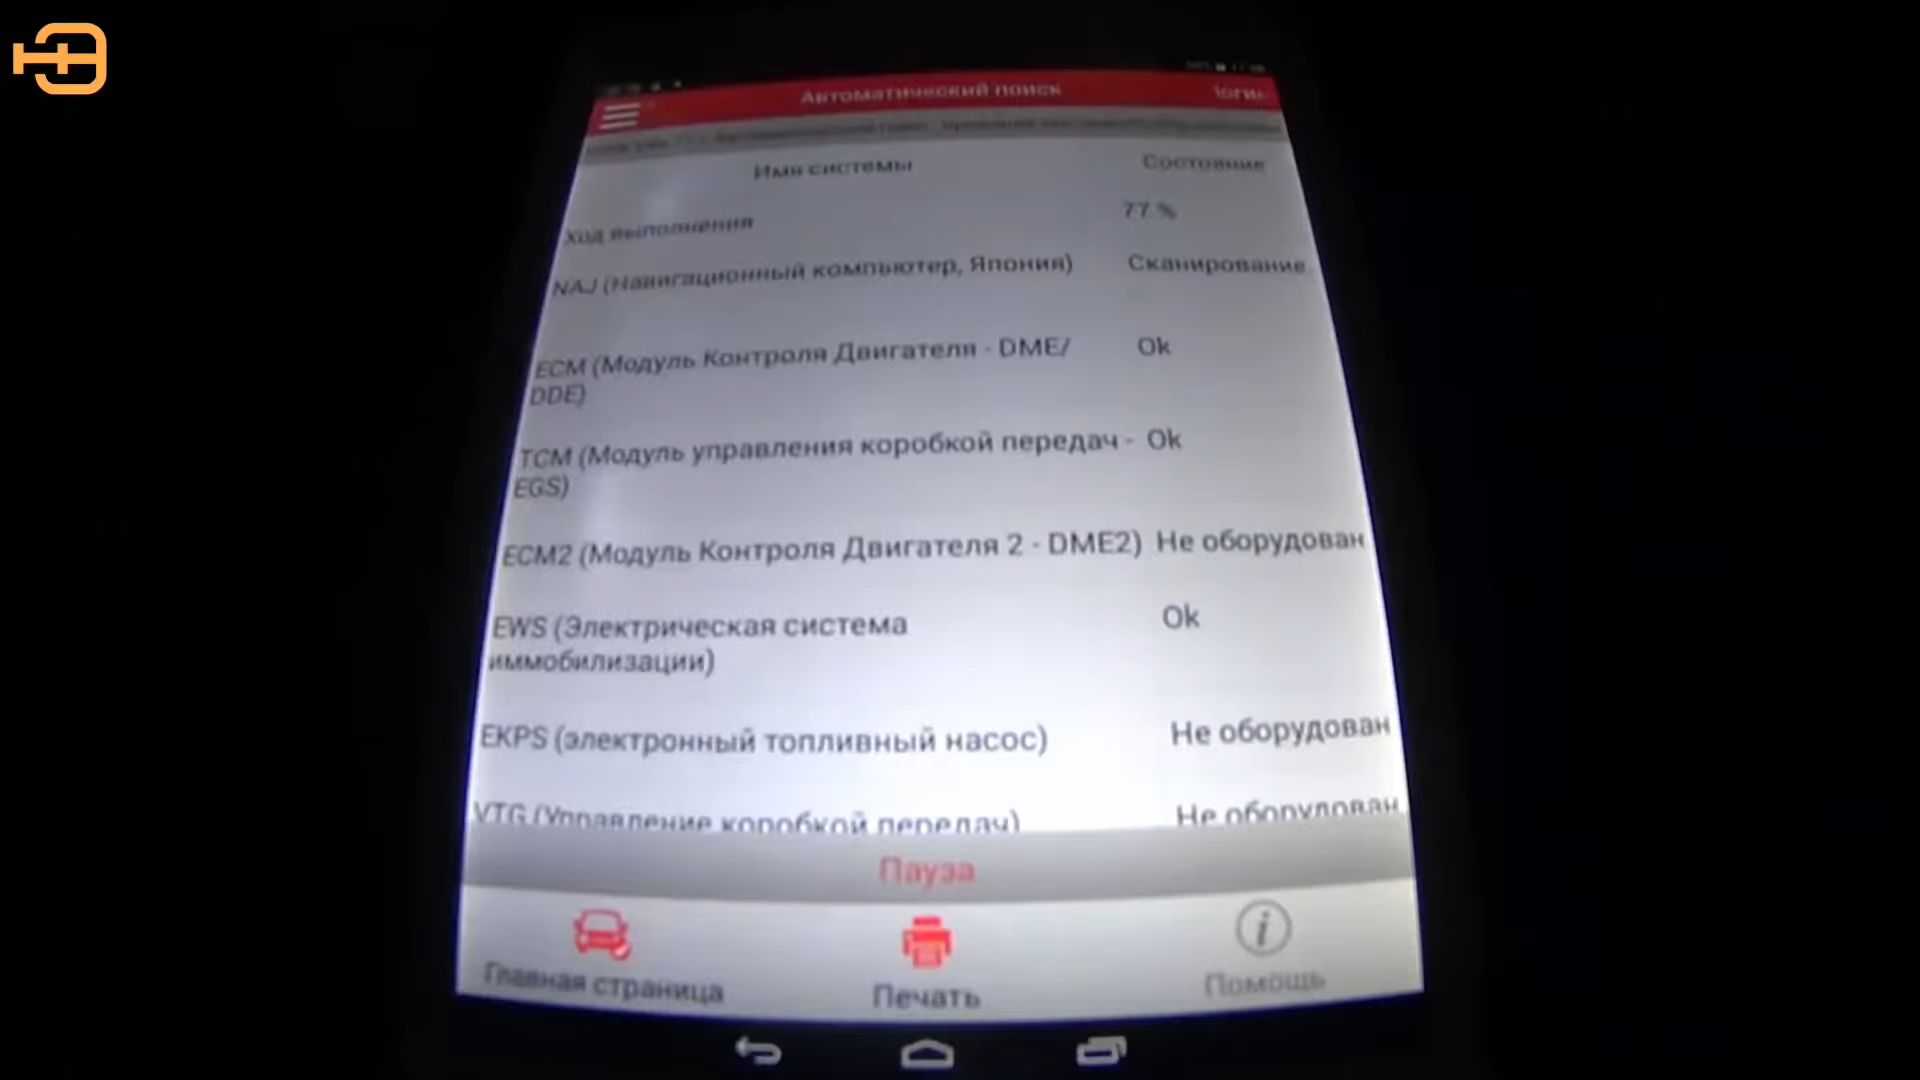 Автоматический поиск
Имя системы Состояние
Ход выполнения 77 %
NAJ (Навигационный компьютер, Япония) Сканирование
ECM (Модуль Контроля Двигателя - DME/ Ok
DDE)
TCM (Модуль управления коробкой передач - Ok
EGS)
ECM2 (Модуль Контроля Двигателя 2 - DME2) Не оборудован
EWS (Электрическая система Ok
иммобилизации)
EKPS (электронный топливный насос) Не оборудован
VTG (Управление коробкой передач) Не оборудован
Пауза
Главная страница Печать Помощь